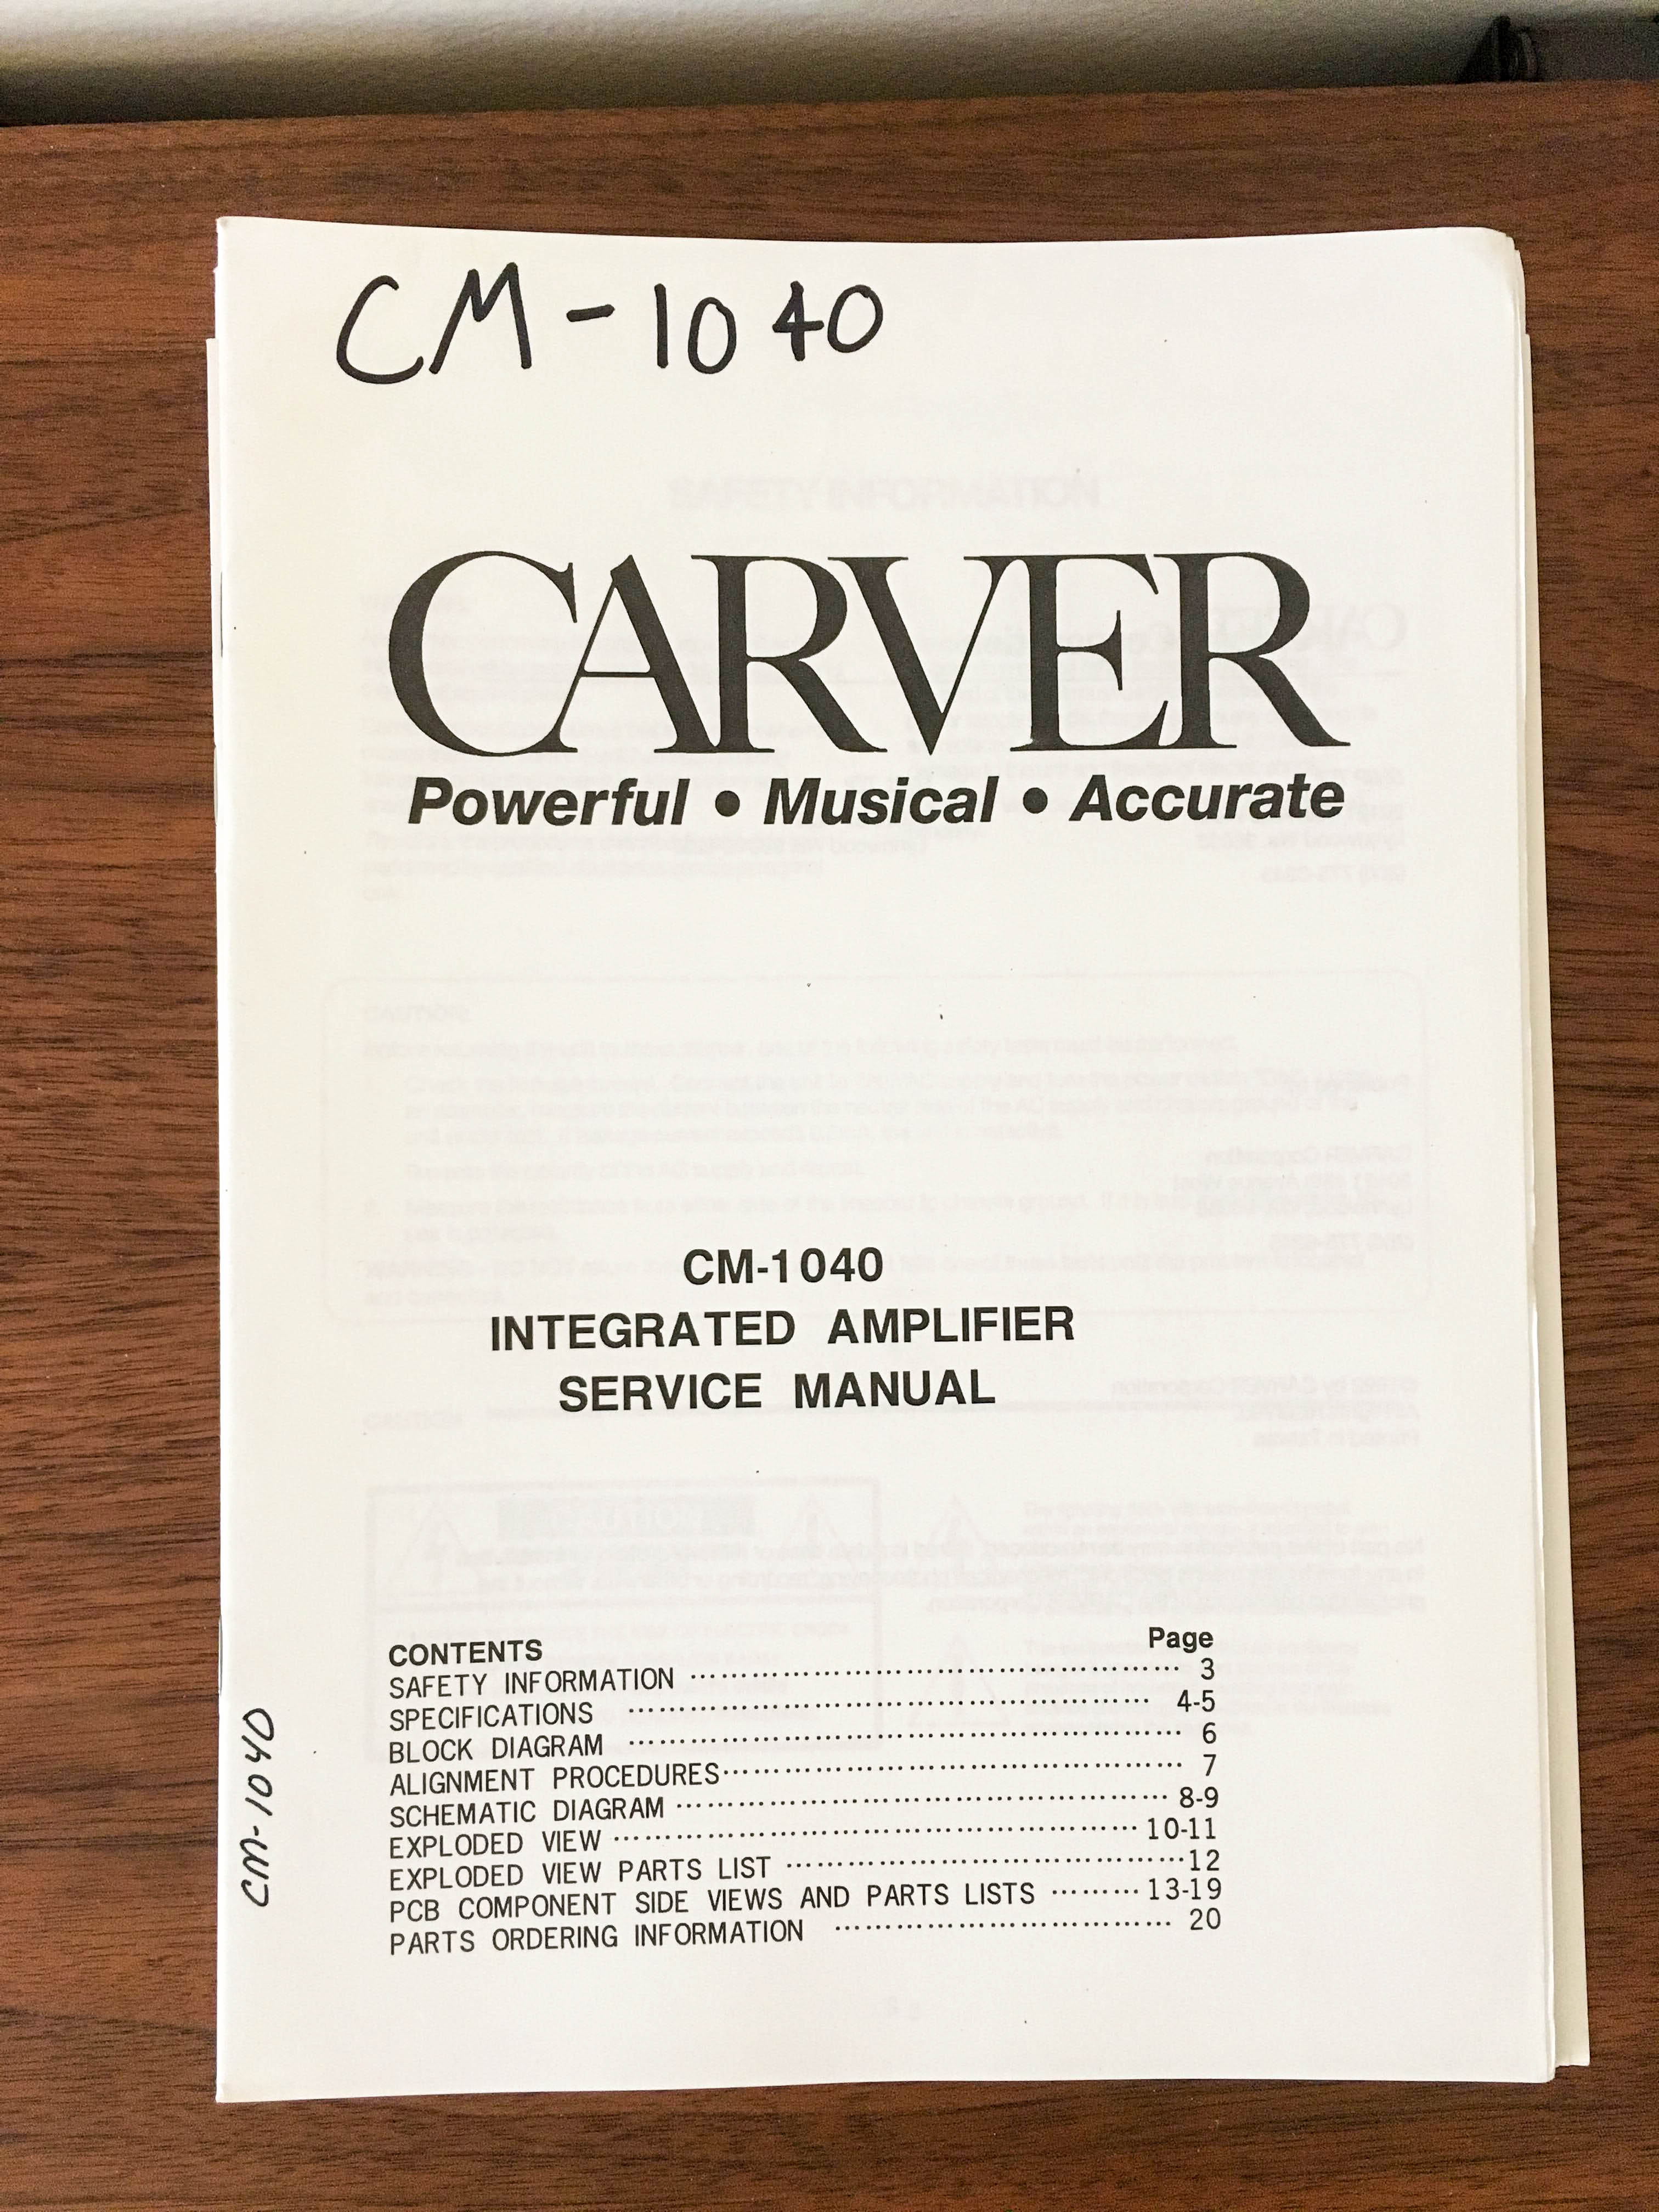 CM-1040
CARVER
Powerful • Musical • Accurate
CM-1040
INTEGRATED AMPLIFIER
SERVICE MANUAL
CONTENTS Page
SAFETY INFORMATION ........ 3
SPECIFICATIONS ........ 4-5
BLOCK DIAGRAM ........ 6
ALIGNMENT PROCEDURES ........ 7
SCHEMATIC DIAGRAM ........ 8-9
EXPLODED VIEW ........ 10-11
EXPLODED VIEW PARTS LIST ........ 12
PCB COMPONENT SIDE VIEWS AND PARTS LISTS ........ 13-19
PARTS ORDERING INFORMATION ........ 20
CM-1040